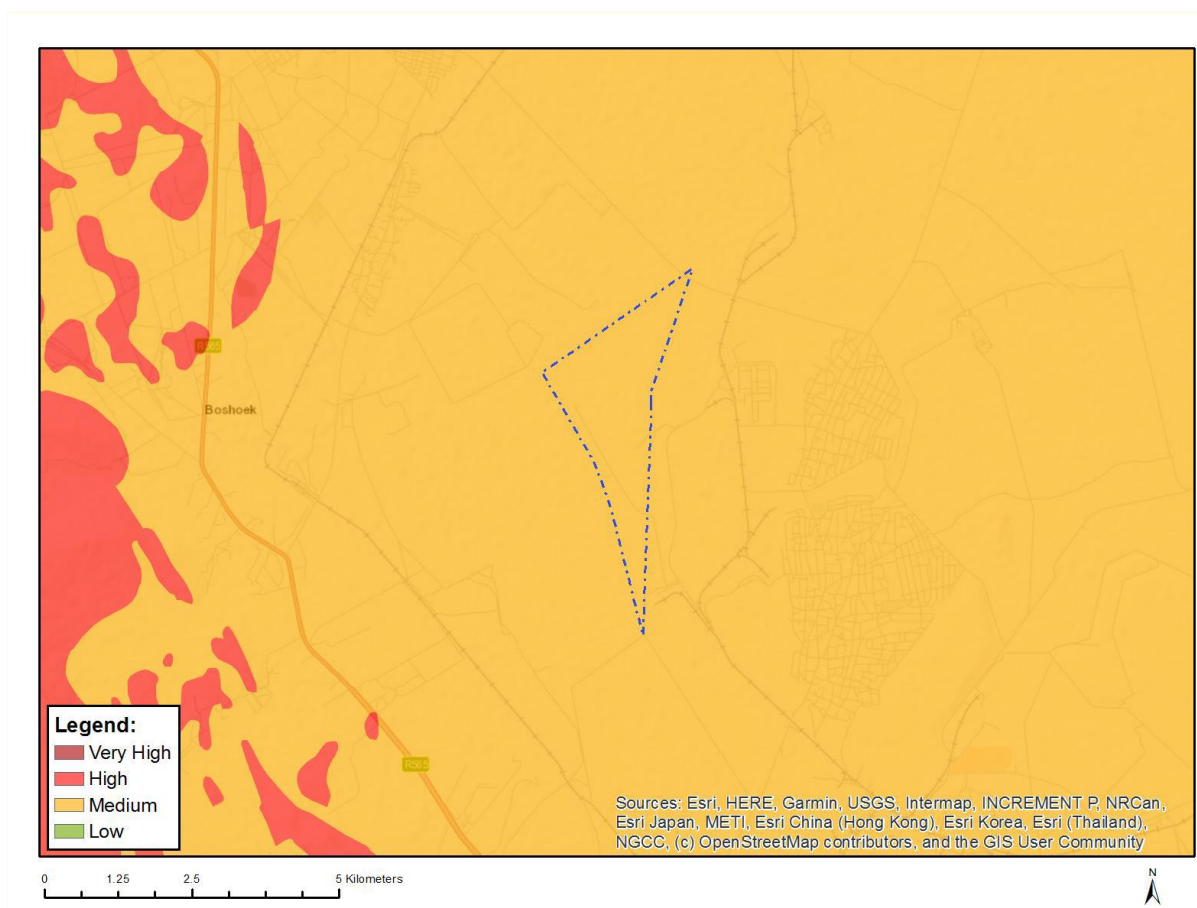 R565
Boshoek
R565
Legend:
Very High
High
Medium
Low
Sources: Esri, HERE, Garmin, USGS, Intermap, INCREMENT P, NRCan,
Esri Japan, METI, Esri China (Hong Kong), Esri Korea, Esri (Thailand),
NGCC, (c) OpenStreetMap contributors, and the GIS User Community
0 1.25 2.5 5 Kilometers
N